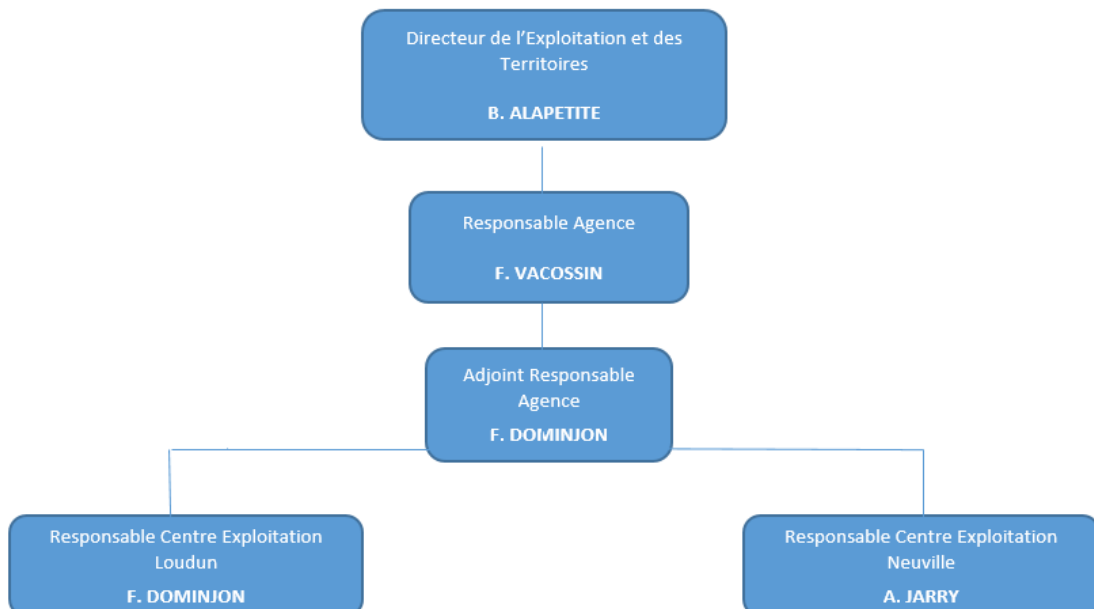 Directeur de l’Exploitation et des
Territoires
B. ALAPETITE
Responsable Agence
F. VACOSSIN
Adjoint Responsable
Agence
F. DOMINJON
Responsable Centre Exploitation
Loudun
F. DOMINJON
Responsable Centre Exploitation
Neuville
A. JARRY